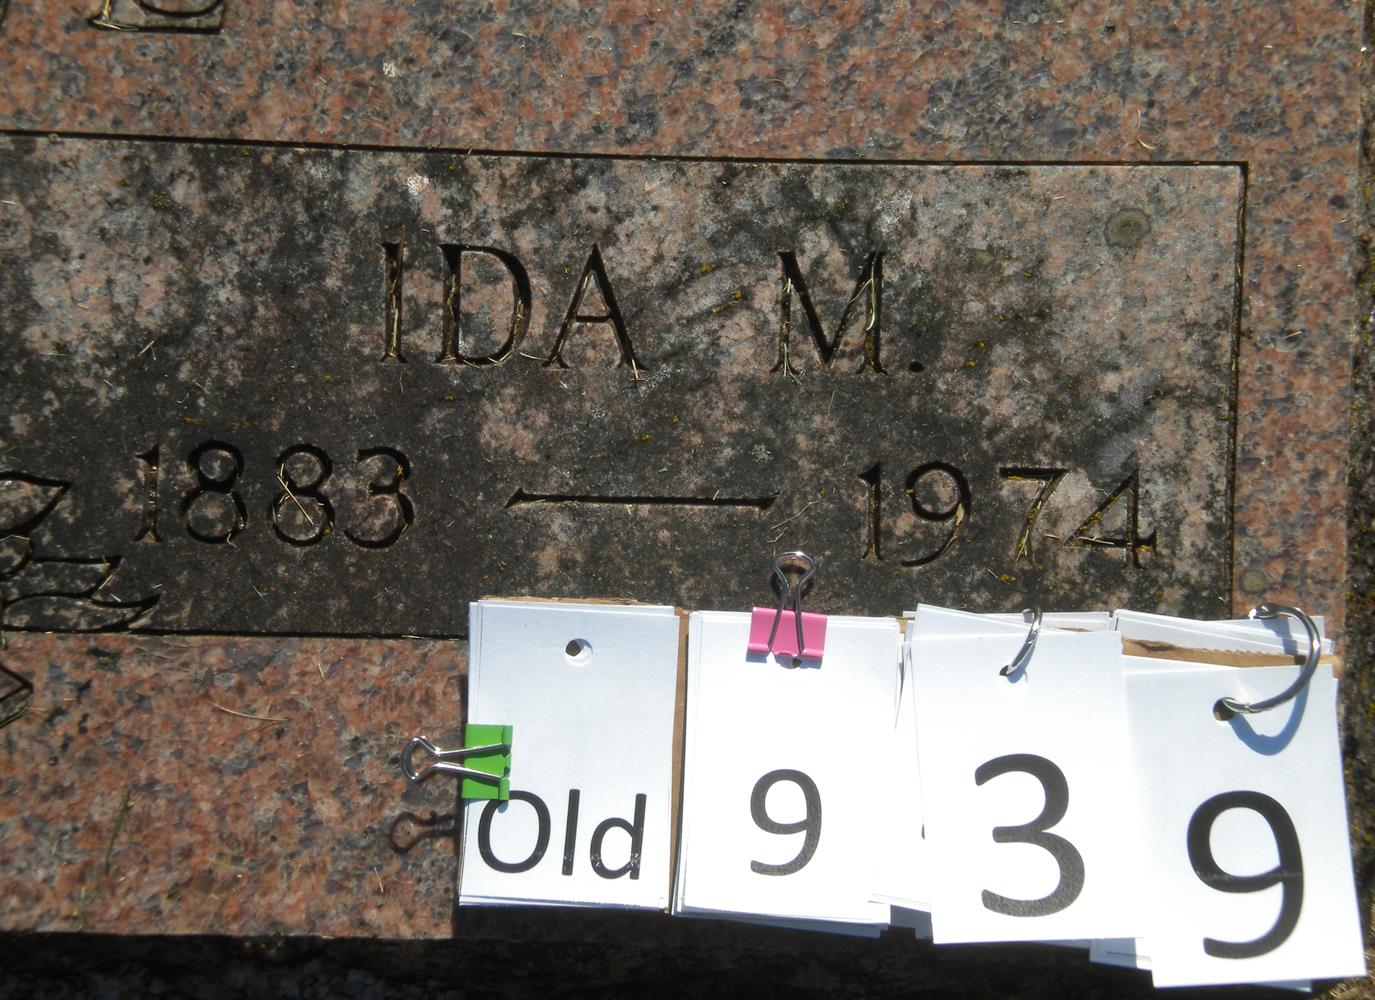 IDA M.
1883 — 1974
Old 9 3 9